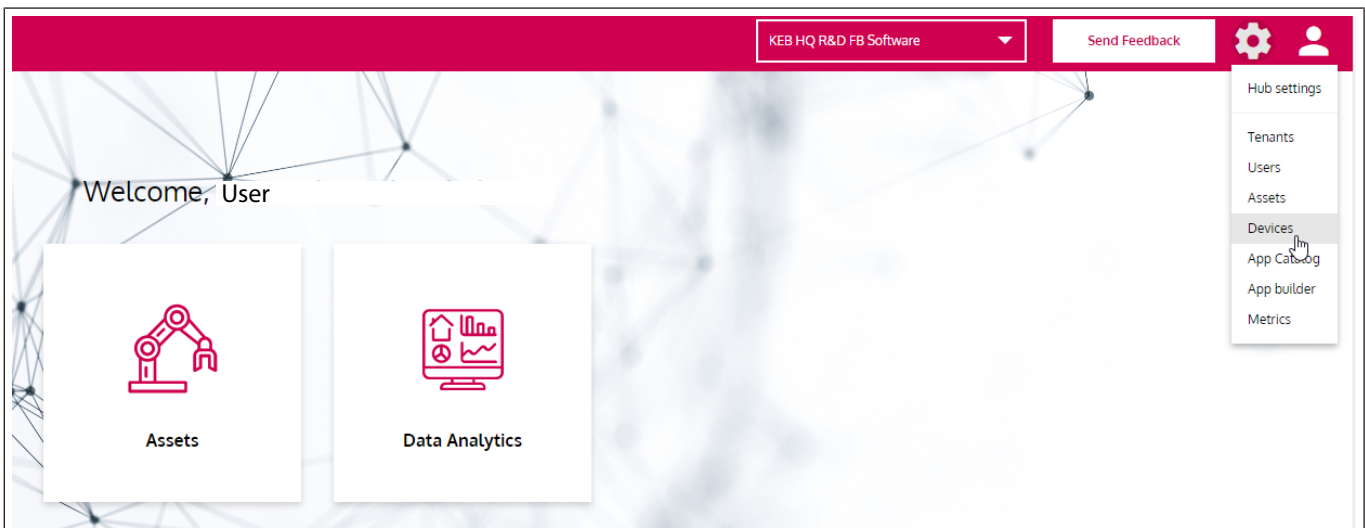 KEB HQ R&D FB Software
Send Feedback
Hub settings
Tenants
Users
Assets
Devices
App Catalog
App builder
Metrics
Welcome, User
Assets
Data Analytics